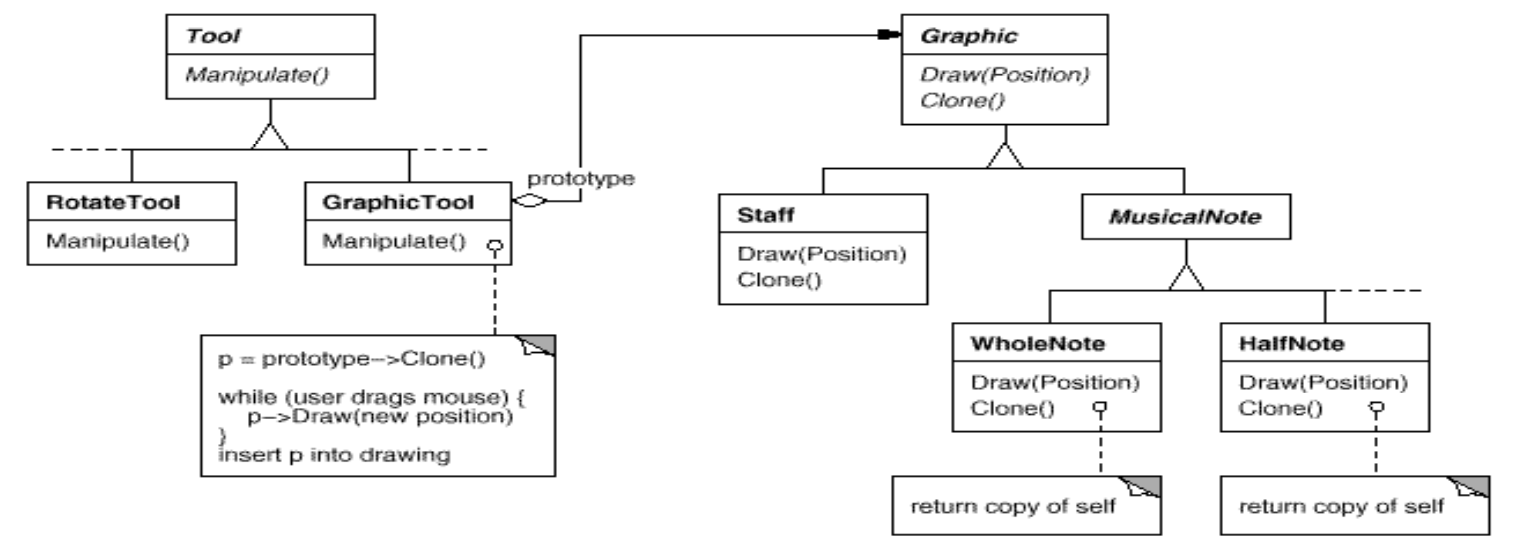 Tool
Manipulate()
RotateTool
Manipulate()
GraphicTool
Manipulate()
prototype
p = prototype–>Clone()
while (user drags mouse) {
p–>Draw(new position)
}
insert p into drawing
Graphic
Draw(Position)
Clone()
Staff
Draw(Position)
Clone()
MusicalNote
WholeNote
Draw(Position)
Clone()
return copy of self
HalfNote
Draw(Position)
Clone()
return copy of self